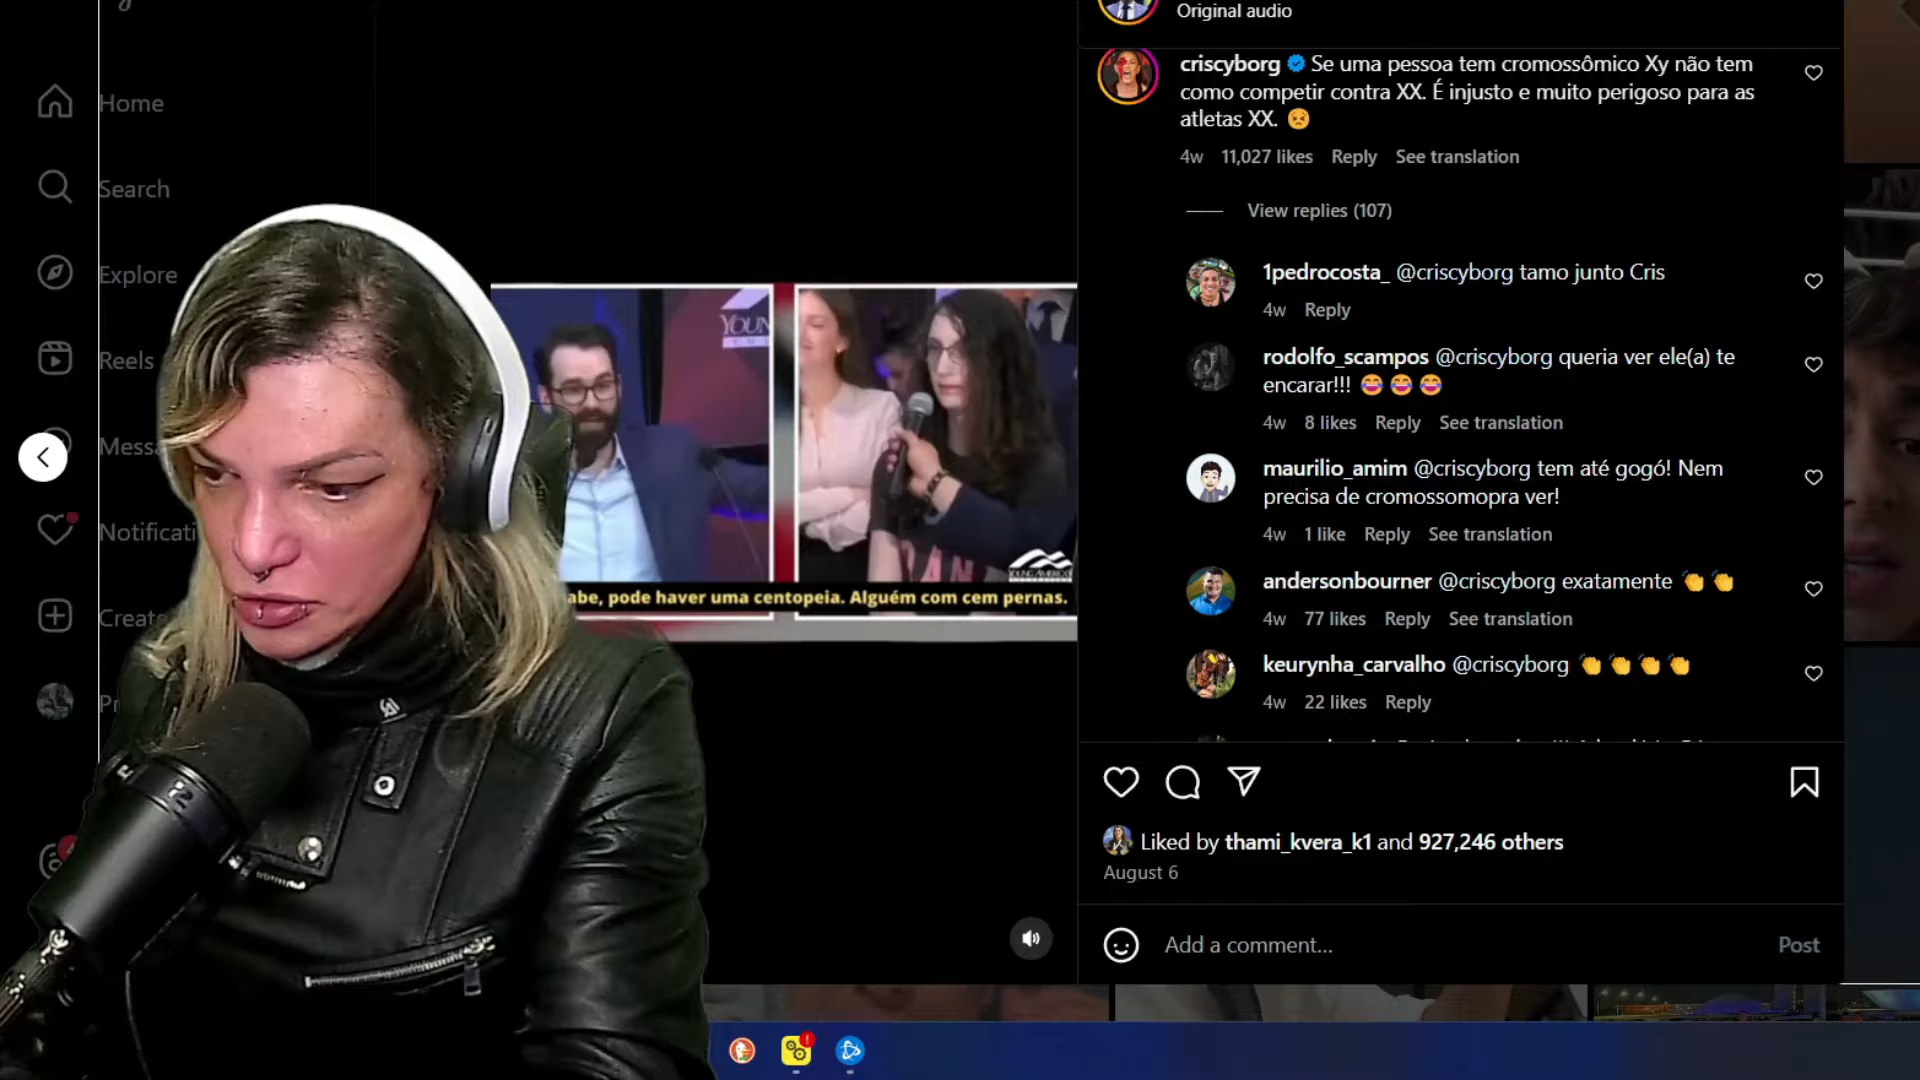 Original audio
criscyborg Se uma pessoa tem cromossômico Xy não tem
como competir contra XX. É injusto e muito perigoso para as
atletas XX. 😣
4w 11,027 likes Reply See translation
View replies (107)
1pedrocosta_ @criscyborg tamo junto Cris
4w Reply
rodolfo_scampos @criscyborg queria ver ele(a) te
encarar!!! 😂😂😂
4w 8 likes Reply See translation
maurilio_amim @criscyborg tem até gogó! Nem
precisa de cromossomopra ver!
4w 1 like Reply See translation
andersonbourner @criscyborg exatamente 👏👏
4w 77 likes Reply See translation
keurynha_carvalho @criscyborg 👏👏👏👏
4w 22 likes Reply
Liked by thami_kvera_k1 and 927,246 others
August 6
Add a comment...
Post
Home
Search
Explore
Reels
Messa
Notificati
Create
Pr
YOUN
YOUNG AMERICA
abe, pode haver uma centopeia. Alguém com cem pernas.